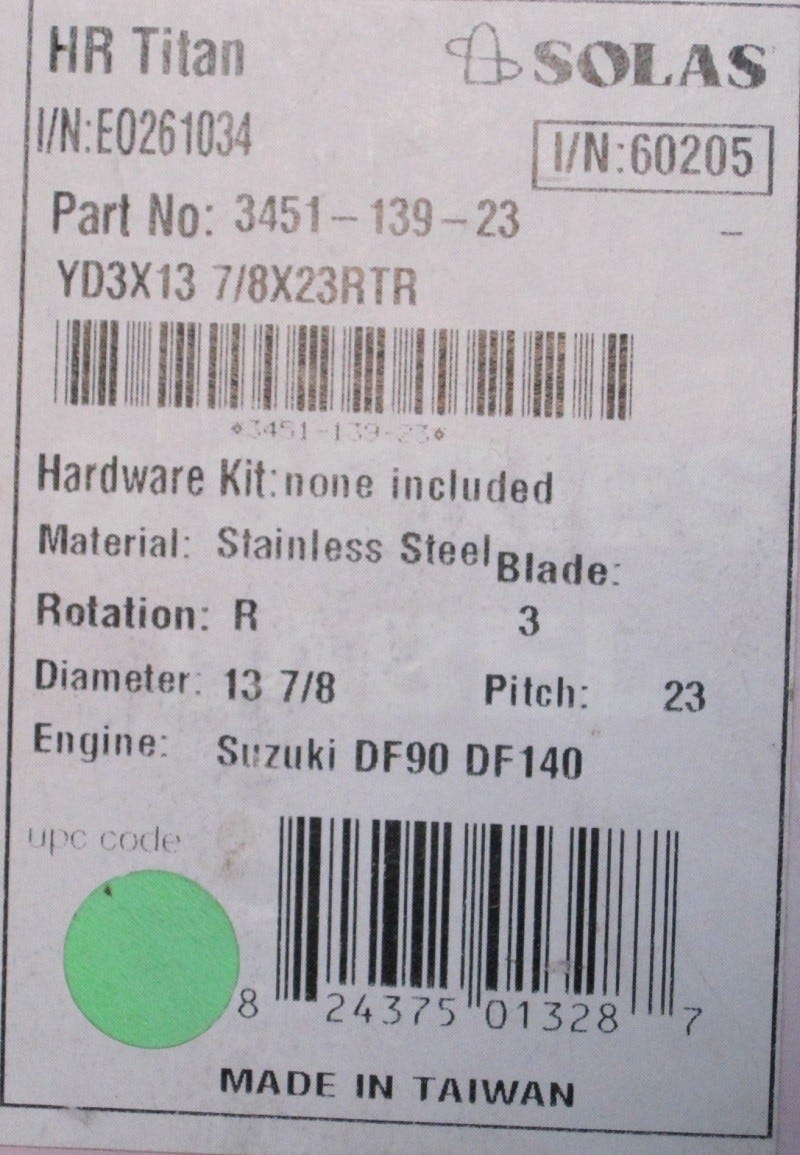 HR Titan
SOLAS
I/N:E0261034
I/N:60205
Part No: 3451-139-23
-
YD3X13 7/8X23RTR
*3451-139-23*
Hardware Kit:none included
Material: Stainless Steel
Blade:
Rotation: R
3
Diameter: 13 7/8 Pitch: 23
Engine: Suzuki DF90 DF140
upc code
8 24375 01328 7
MADE IN TAIWAN